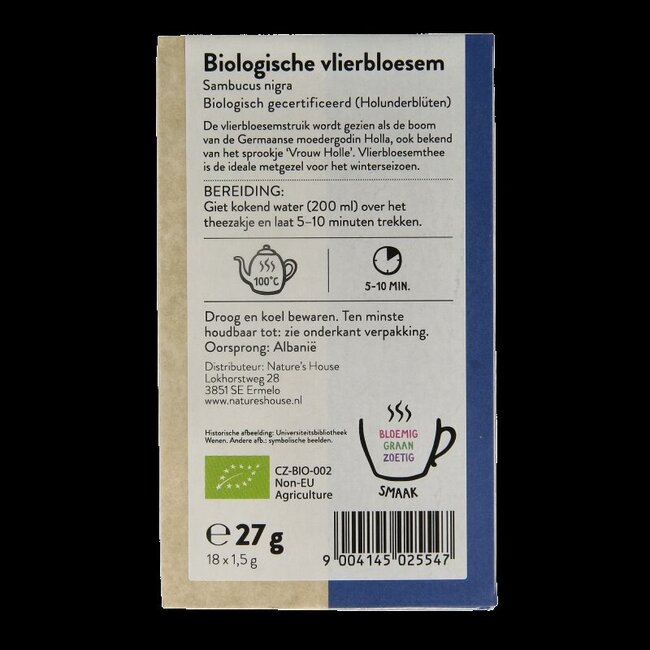 Biologische vlierbloesem
Sambucus nigra
Biologisch gecertificeerd (Holunderblüten)
De vlierbloesemstruik wordt gezien als de boom
van de Germaanse moedergodin Holla, ook bekend
van het sprookje ‘Vrouw Holle’. Vlierbloesemthee
is de ideale metgezel voor het winterseizoen.
BEREIDING:
Giet kokend water (200 ml) over het
theezakje en laat 5–10 minuten trekken.
100°C
5-10 MIN.
Droog en koel bewaren. Ten minste
houdbaar tot: zie onderkant verpakking.
Oorsprong: Albanië
Distributeur: Nature's House
Lokhorstweg 28
3851 SE Ermelo
www.natureshouse.nl
Historische afbeelding: Universiteitsbibliotheek
Wenen. Andere afb.: symbolische beelden.
BLOEMIG
GRAAN
ZOETIG
SMAAK
CZ-BIO-002
Non-EU
Agriculture
℮ 27 g
18 x 1,5 g
9 004145 025547